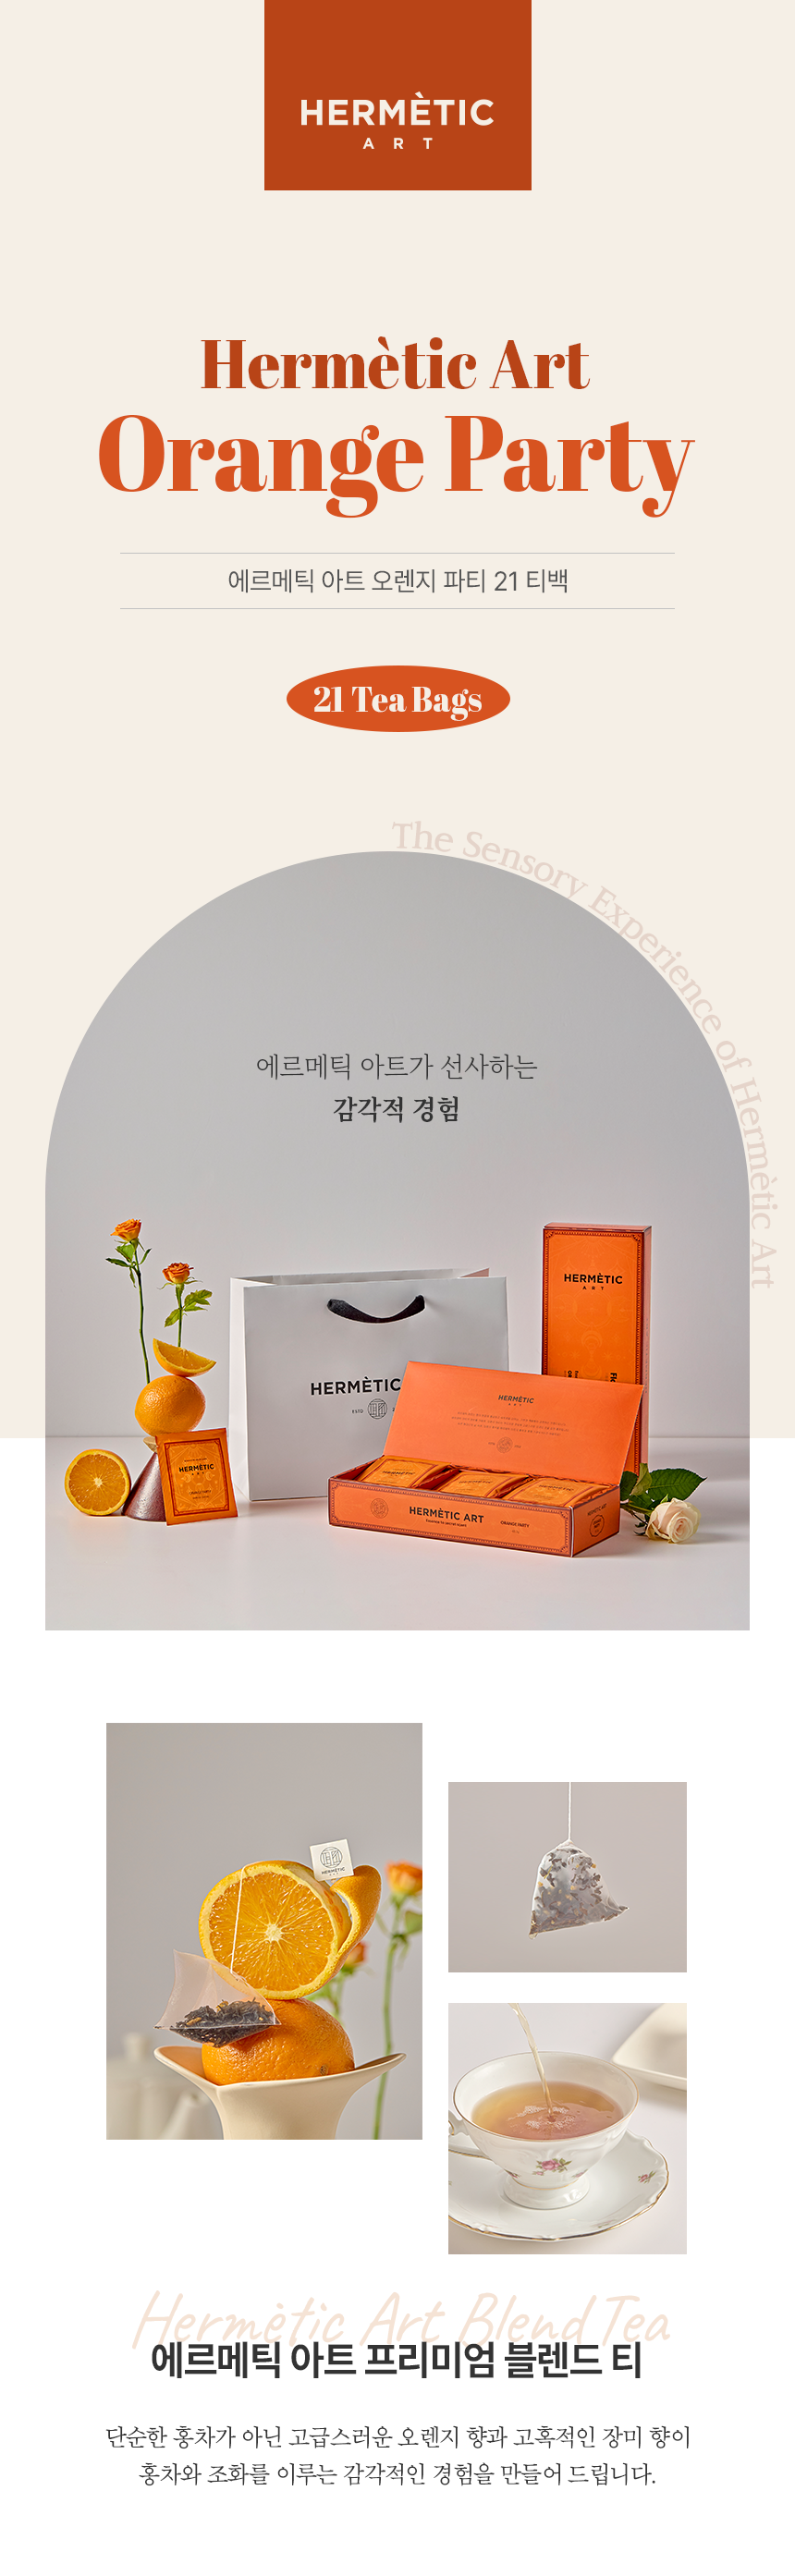 HERMÈTIC
ART
Hermètic Art
Orange Party
에르메틱 아트 오렌지 파티 21 티백
21 Tea Bags
The Sensory Experience of Hermètic Art
에르메틱 아트가 선사하는
감각적 경험
HERMÈTIC
ART
HERMÈTIC
HERMÈTIC
ART
HERMÈTIC
HERMÈTIC ART
ORANGE PARTY
HERMÈTIC
Hermètic Art Blend Tea
에르메틱 아트 프리미엄 블렌드 티
단순한 홍차가 아닌 고급스러운 오렌지 향과 고혹적인 장미 향이
홍차와 조화를 이루는 감각적인 경험을 만들어 드립니다.